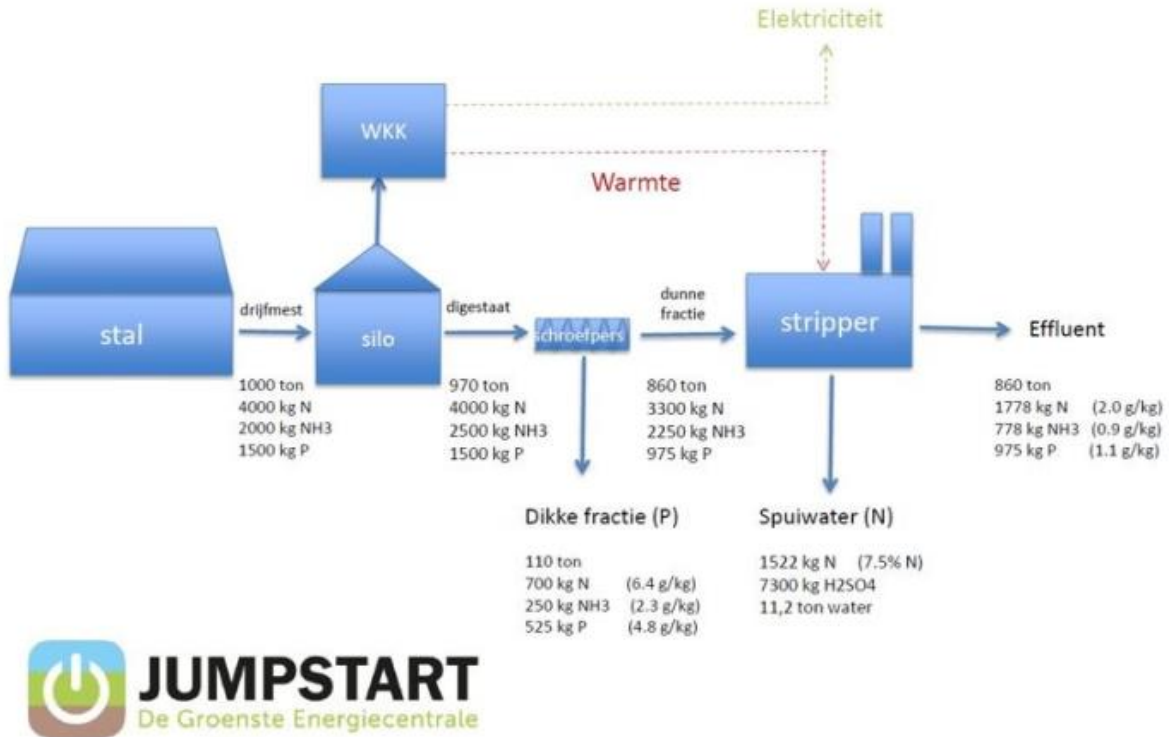 Elektriciteit
WKK
Warmte
stal
drijfmest
silo
digestaat
schroefpers
dunne
fractie
stripper
Effluent
1000 ton
4000 kg N
2000 kg NH3
1500 kg P
970 ton
4000 kg N
2500 kg NH3
1500 kg P
860 ton
3300 kg N
2250 kg NH3
975 kg P
860 ton
1778 kg N (2.0 g/kg)
778 kg NH3 (0.9 g/kg)
975 kg P (1.1 g/kg)
Dikke fractie (P)
110 ton
700 kg N (6.4 g/kg)
250 kg NH3 (2.3 g/kg)
525 kg P (4.8 g/kg)
Spuiwater (N)
1522 kg N (7.5% N)
7300 kg H2SO4
11,2 ton water
JUMPSTART
De Groenste Energiecentrale